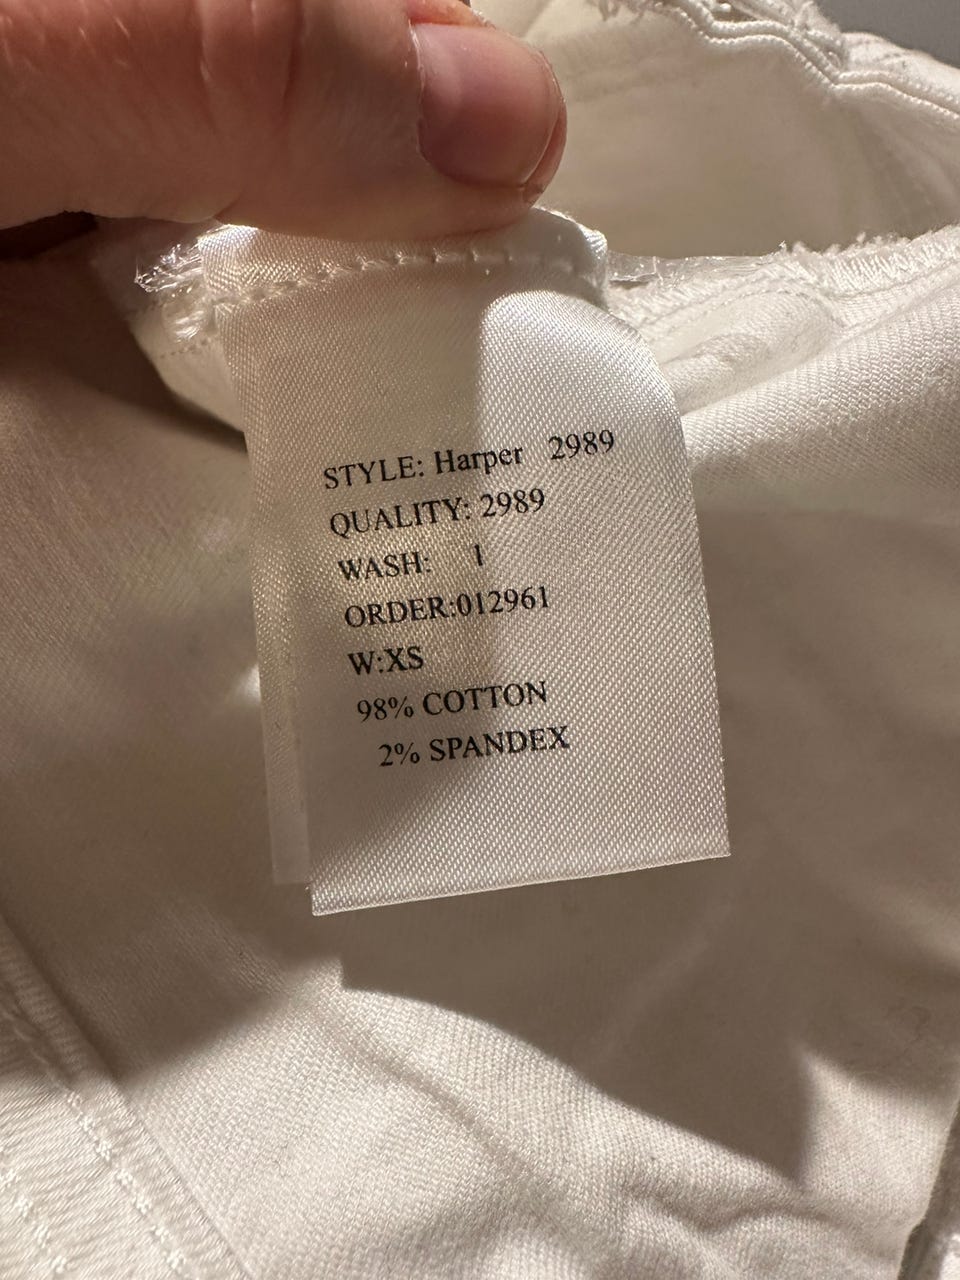 STYLE: Harper 2989
QUALITY: 2989
WASH: 1
ORDER:012961
W:XS
98% COTTON
2% SPANDEX